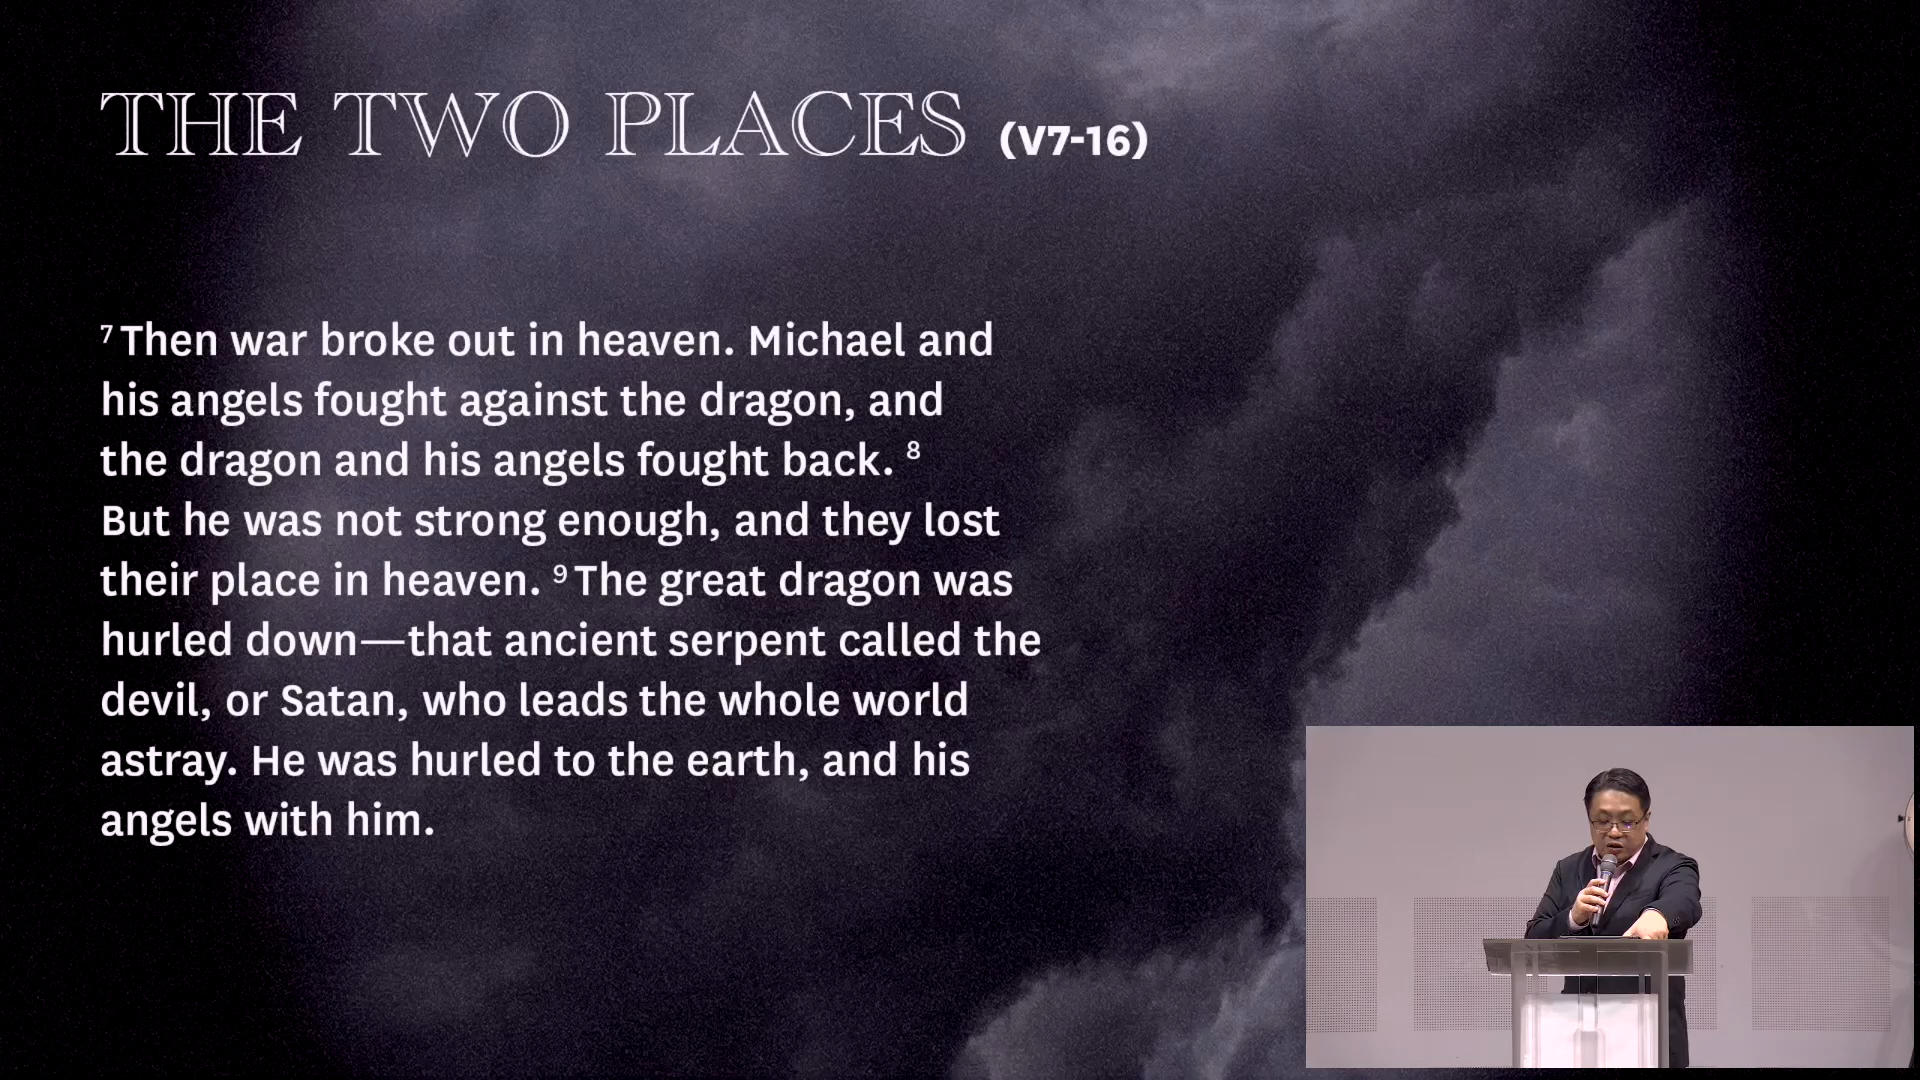 THE TWO PLACES (V7-16)
7 Then war broke out in heaven. Michael and
his angels fought against the dragon, and
the dragon and his angels fought back. 8
But he was not strong enough, and they lost
their place in heaven. 9 The great dragon was
hurled down—that ancient serpent called the
devil, or Satan, who leads the whole world
astray. He was hurled to the earth, and his
angels with him.